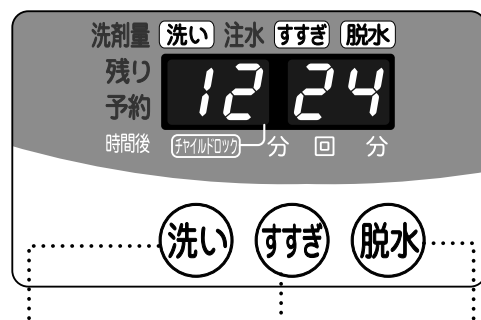 洗剤量 洗い 注水 すすぎ 脱水
残り
予約
12 24
時間後 チャイルドロック 分 回 分
洗い すすぎ 脱水